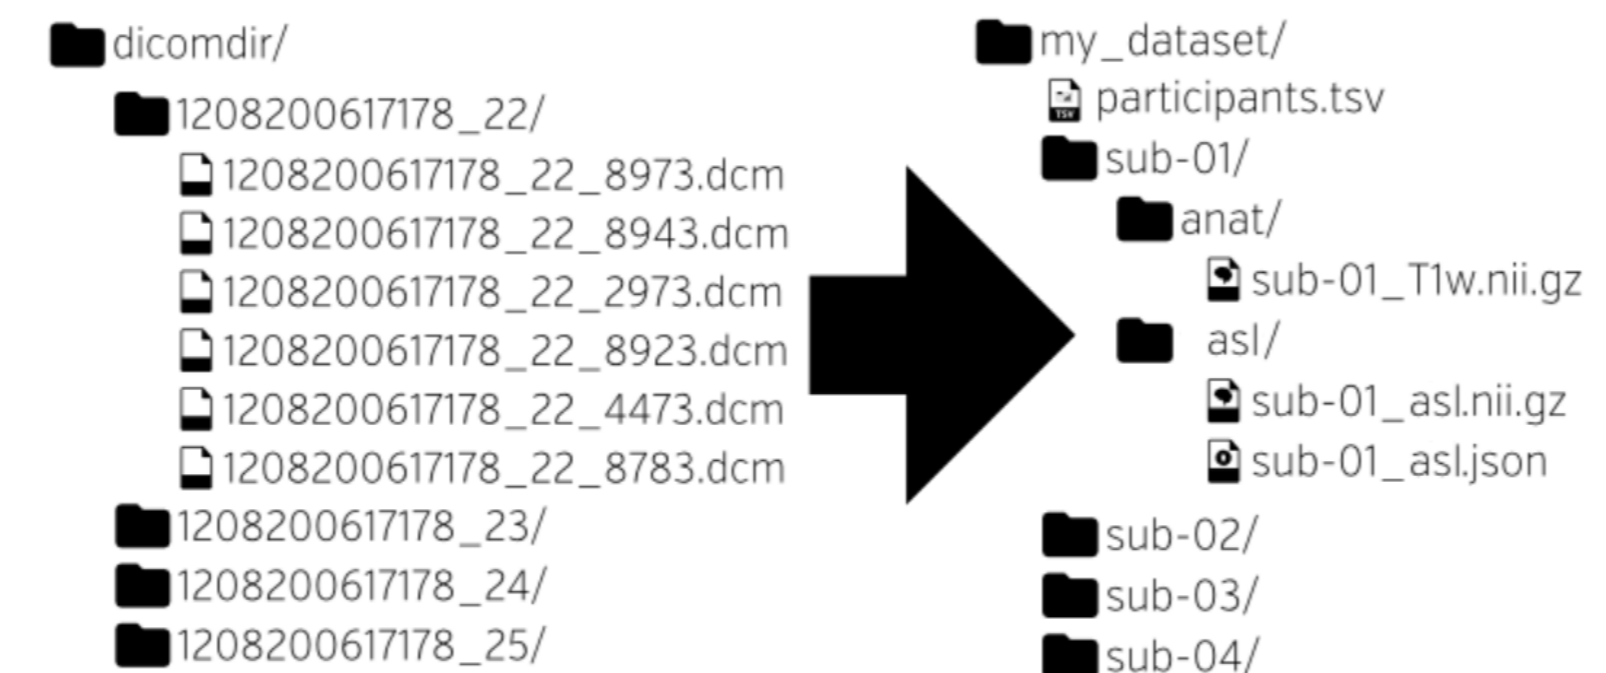 dicomdir/
1208200617178_22/
1208200617178_22_8973.dcm
1208200617178_22_8943.dcm
1208200617178_22_2973.dcm
1208200617178_22_8923.dcm
1208200617178_22_4473.dcm
1208200617178_22_8783.dcm
1208200617178_23/
1208200617178_24/
1208200617178_25/
my_dataset/
TSV
participants.tsv
sub-01/
anat/
sub-01_T1w.nii.gz
asl/
sub-01_asl.nii.gz
sub-01_asl.json
sub-02/
sub-03/
sub-04/